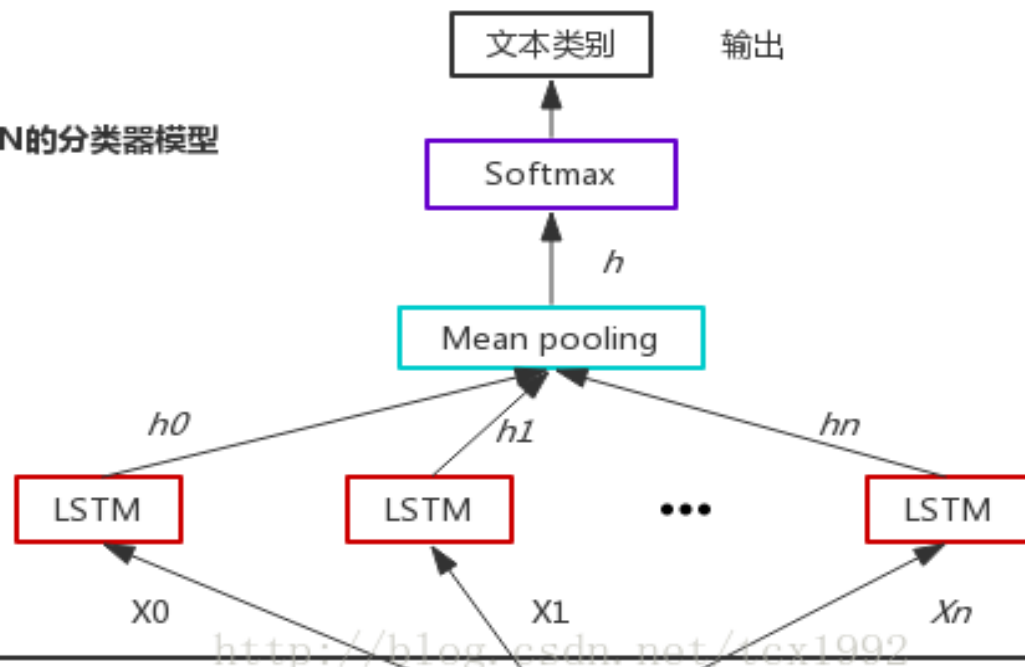 文本类别 输出
N的分类器模型
Softmax
h
Mean pooling
h0 h1 hn
LSTM LSTM ••• LSTM
X0 X1 Xn
http://blog.csdn.net/tcx1992